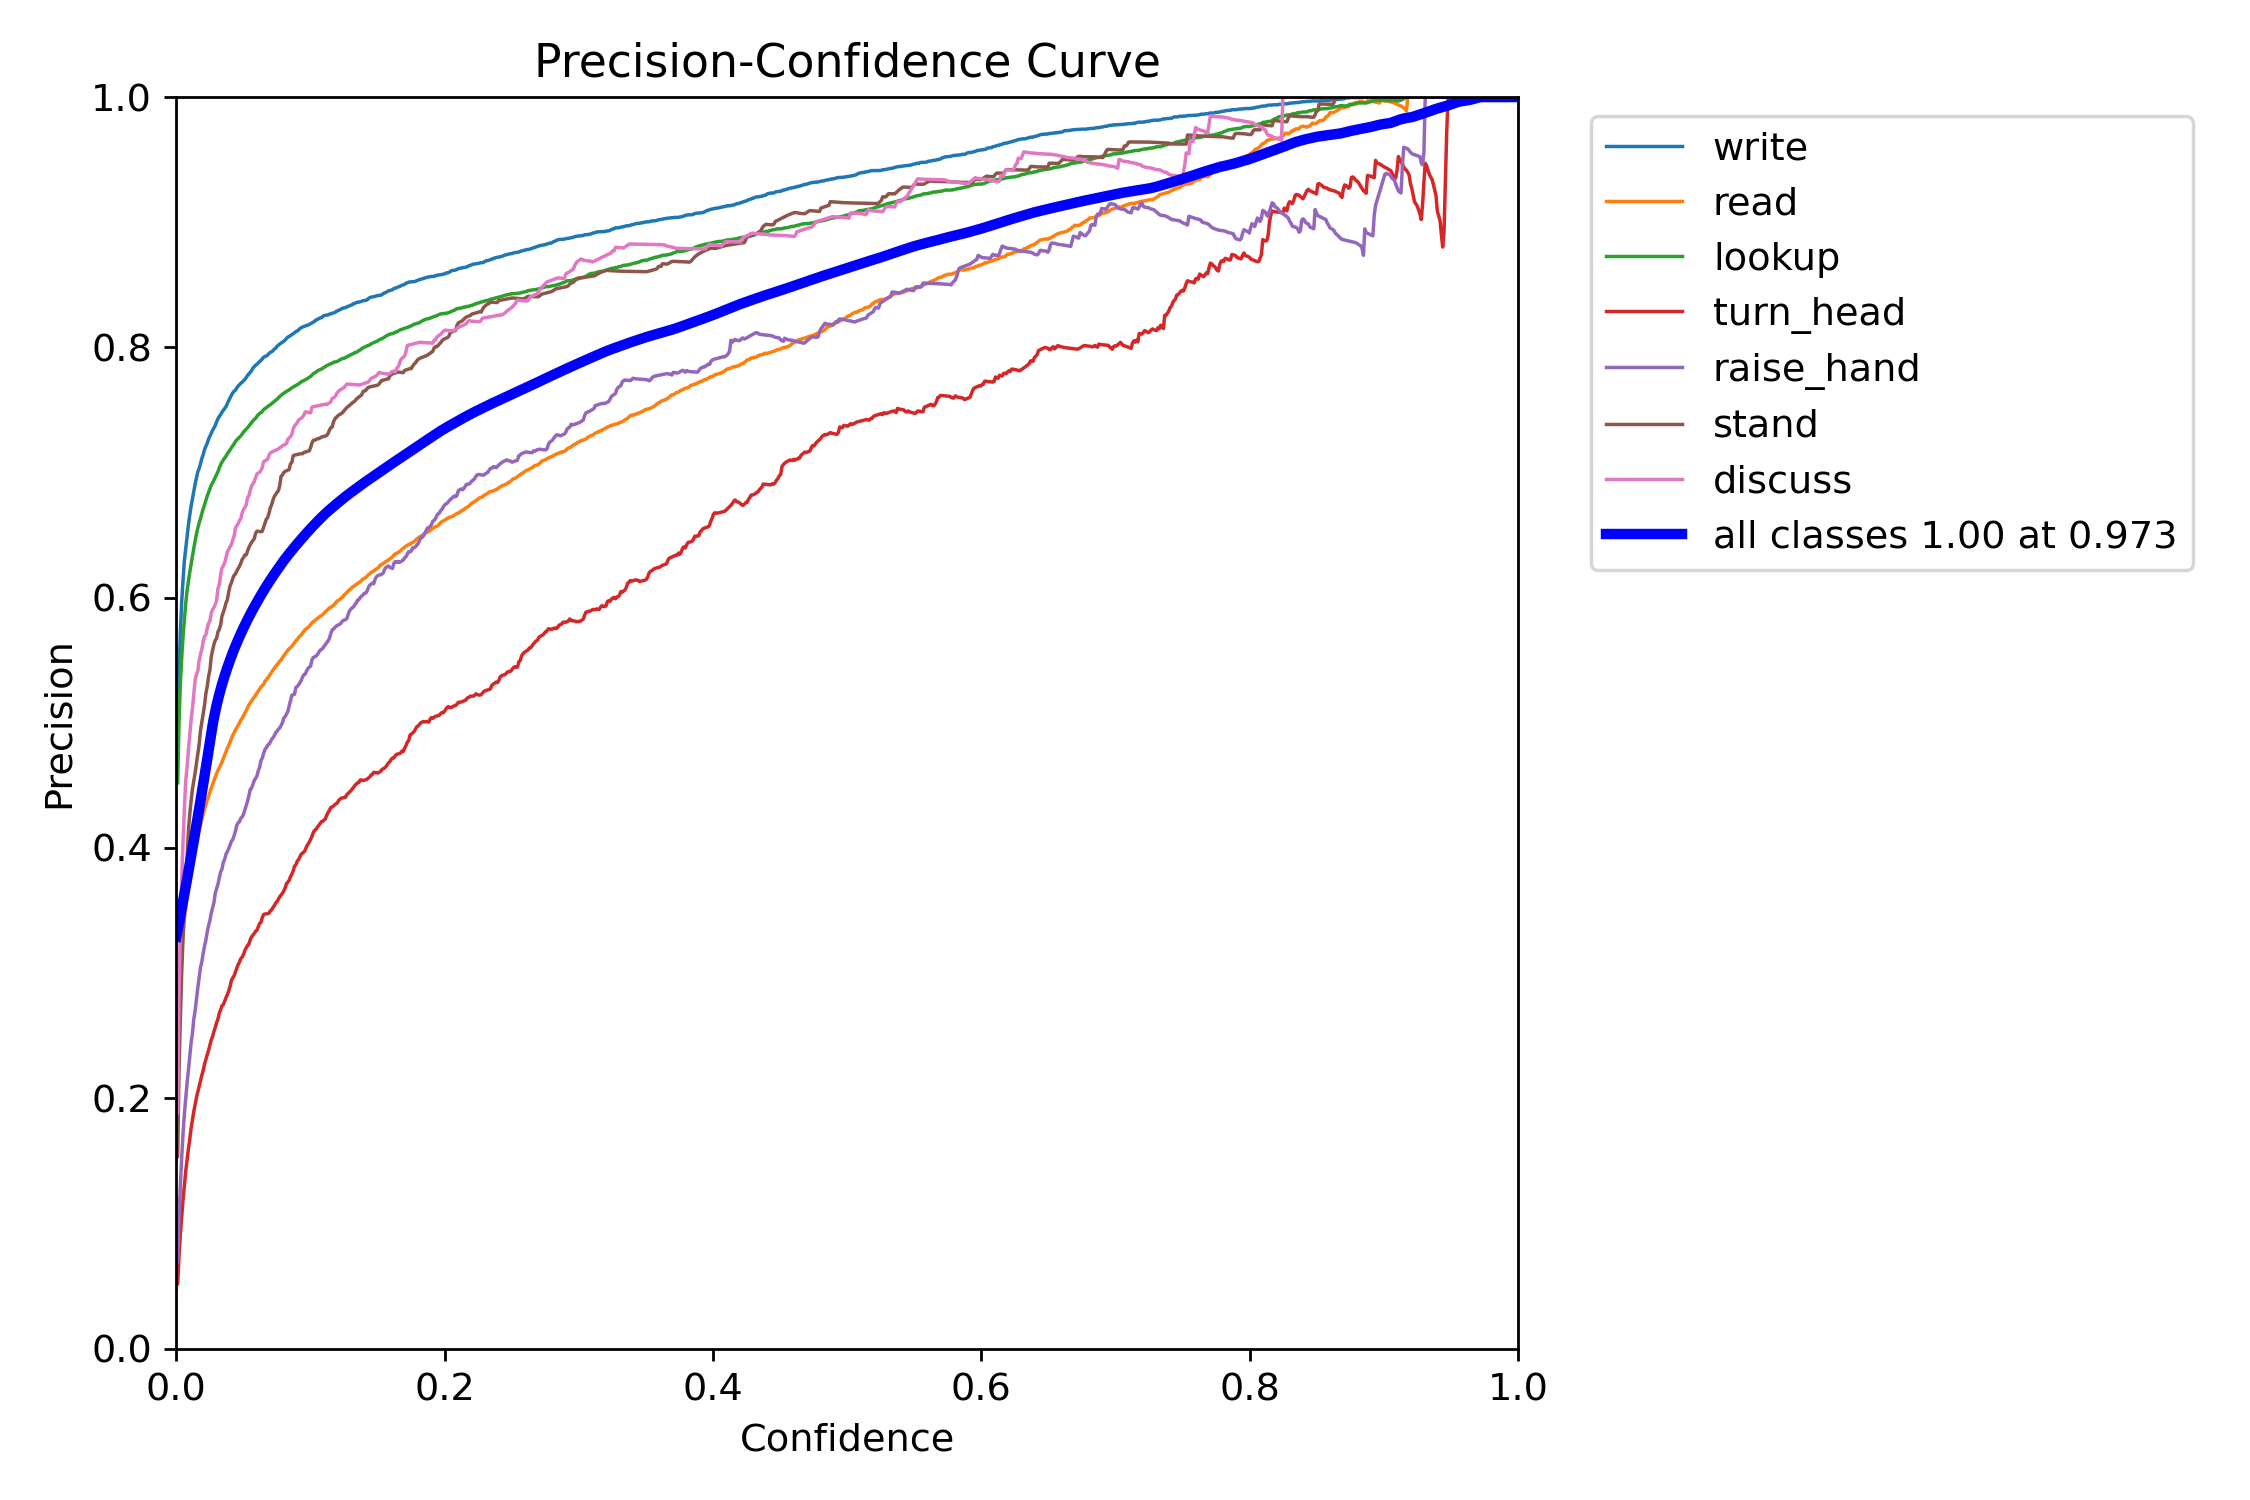 Precision-Confidence Curve
1.0
0.8
0.6
0.4
0.2
0.0
Precision
0.0 0.2 0.4 0.6 0.8 1.0
Confidence
write
read
lookup
turn_head
raise_hand
stand
discuss
all classes 1.00 at 0.973